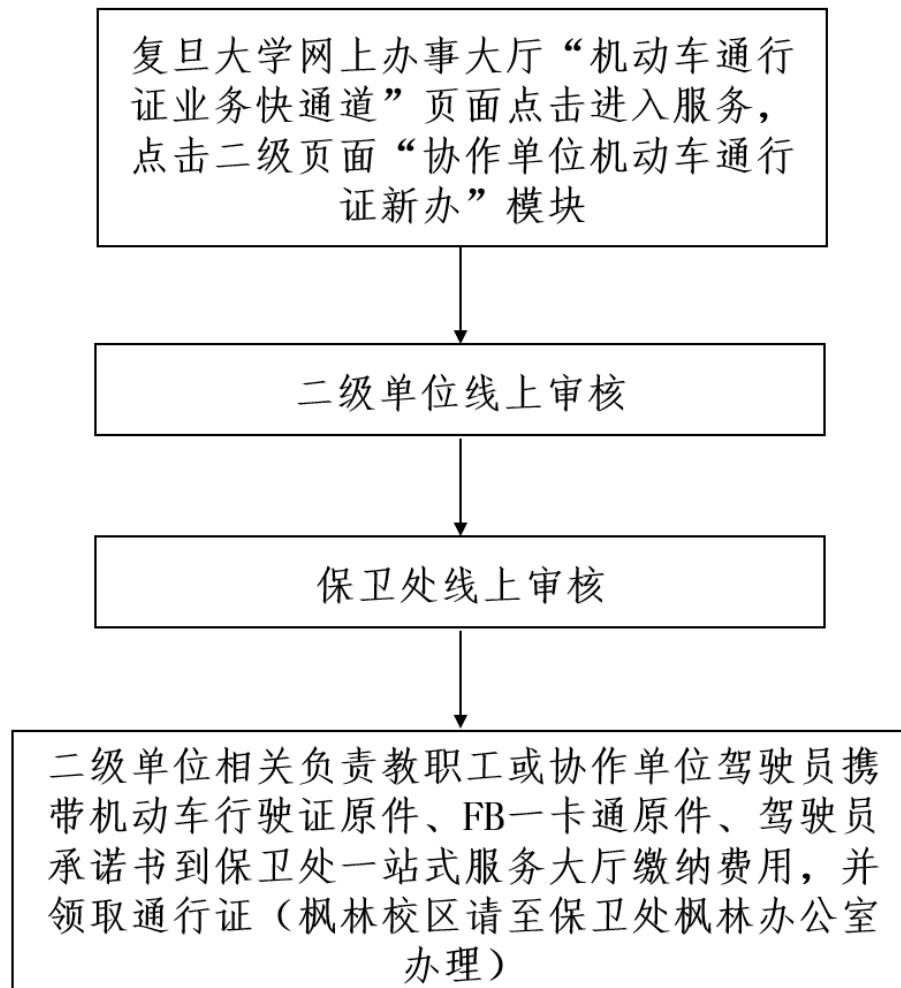 复旦大学网上办事大厅“机动车通行
证业务快通道”页面点击进入服务，
点击二级页面“协作单位机动车通行
证新办”模块
二级单位线上审核
保卫处线上审核
二级单位相关负责教职工或协作单位驾驶员携
带机动车行驶证原件、FB一卡通原件、驾驶员
承诺书到保卫处一站式服务大厅缴纳费用，并
领取通行证（枫林校区请至保卫处枫林办公室
办理）